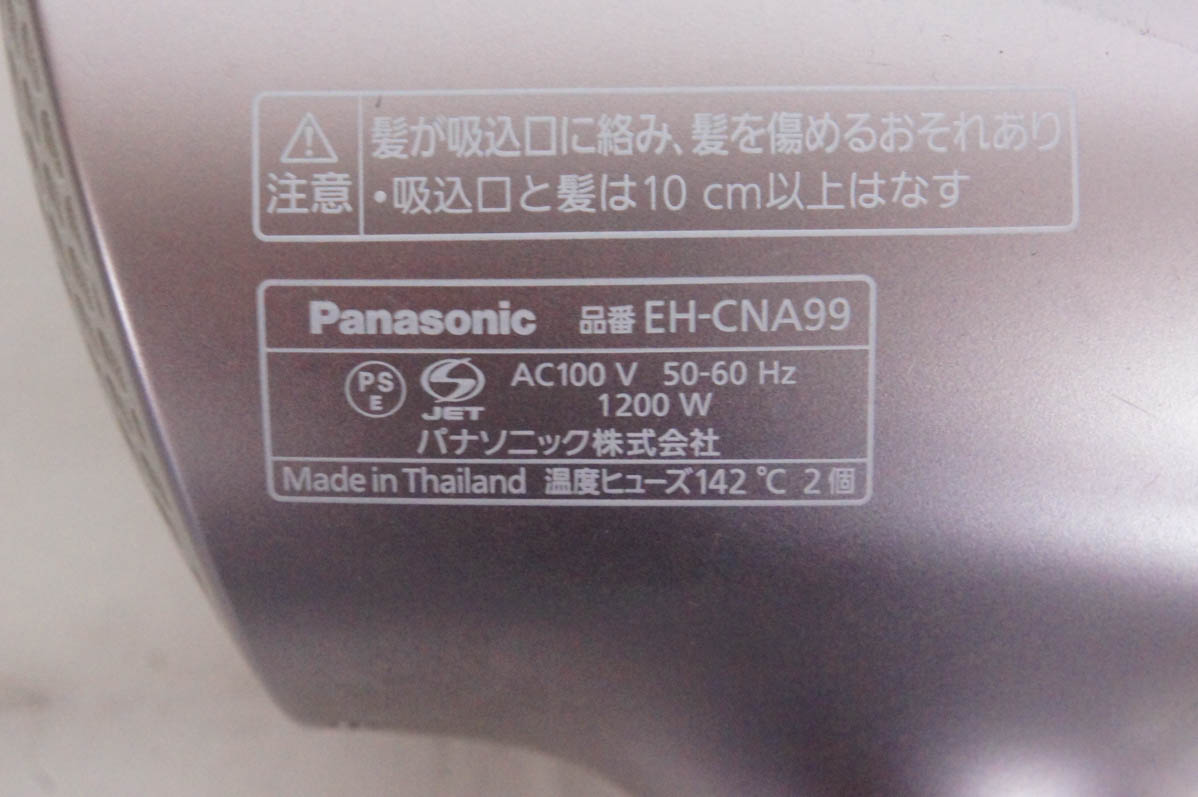 注意
髪が吸込口に絡み、髪を傷めるおそれあり
・吸込口と髪は10 cm以上はなす
Panasonic 品番 EH-CNA99
PS E JET AC100 V 50-60 Hz
1200 W
パナソニック株式会社
Made in Thailand 温度ヒューズ142 ℃ 2個